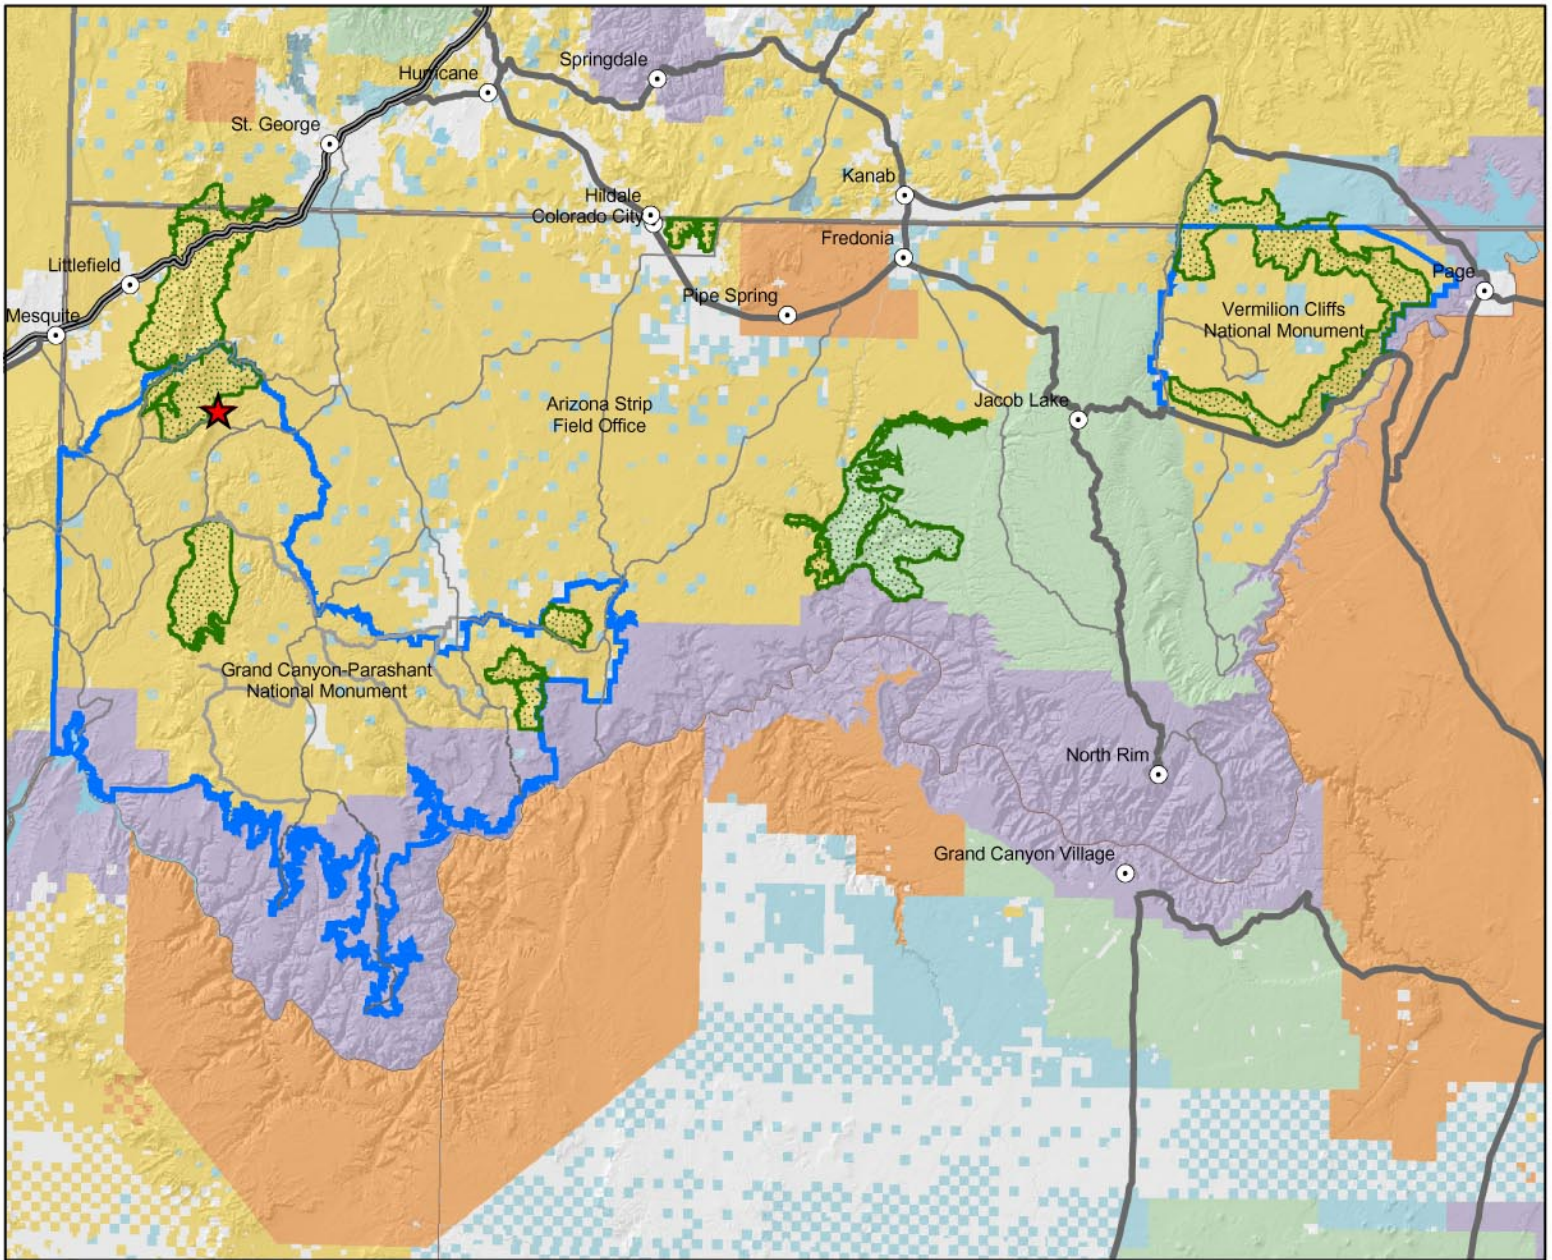 Springdale
Hurricane
St. George
Kanab
Hildale
Colorado City
Fredonia
Littlefield
Page
Pipe Spring
Mesquite
Vermilion Cliffs
National Monument
Jacob Lake
Arizona Strip
Field Office
Grand Canyon-Parashant
National Monument
North Rim
Grand Canyon Village